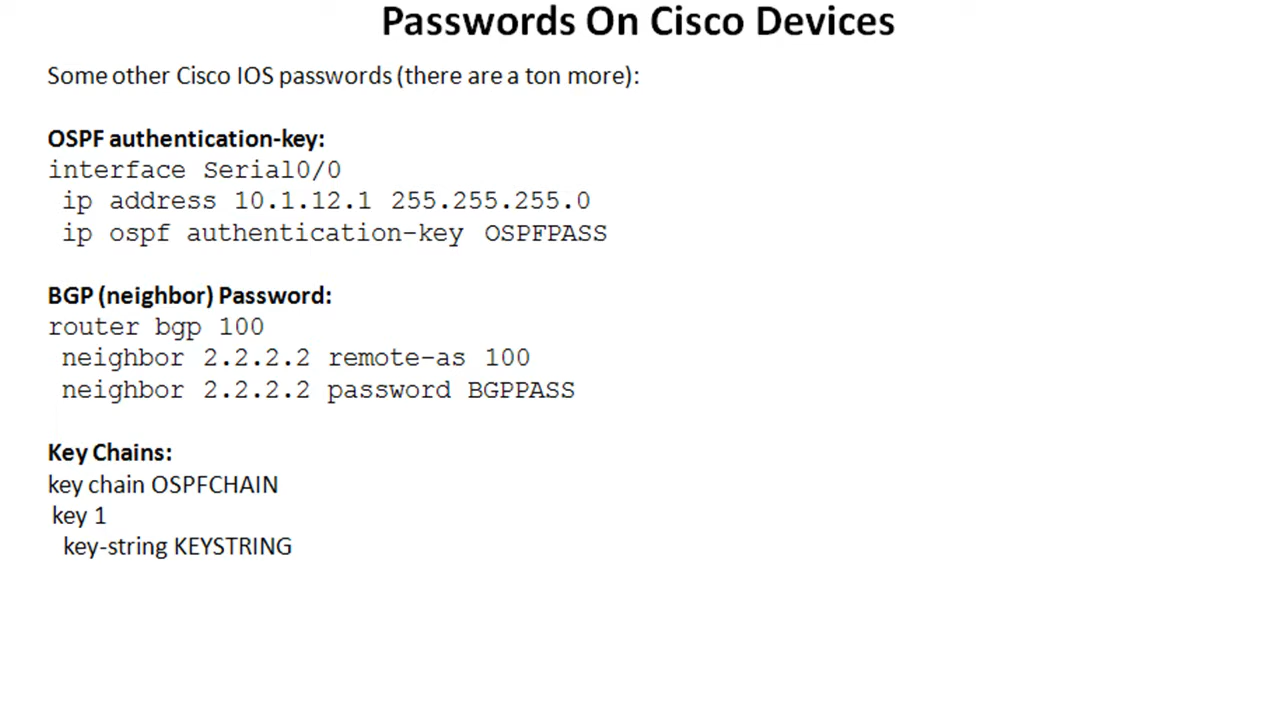 Passwords On Cisco Devices
Some other Cisco IOS passwords (there are a ton more):
OSPF authentication-key:
interface Serial0/0
ip address 10.1.12.1 255.255.255.0
ip ospf authentication-key OSPFPASS
BGP (neighbor) Password:
router bgp 100
neighbor 2.2.2.2 remote-as 100
neighbor 2.2.2.2 password BGPPASS
Key Chains:
key chain OSPFCHAIN
key 1
key-string KEYSTRING